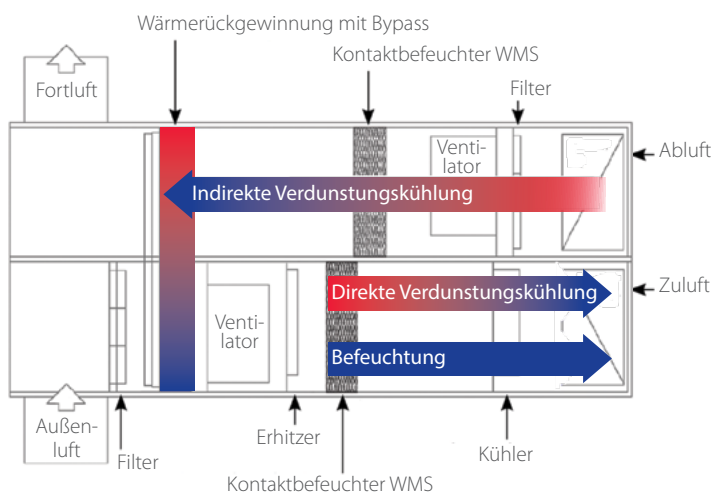 Wärmerückgewinnung mit Bypass
Kontaktbefeuchter WMS
Fortluft
Filter
Venti-
lator
Abluft
Indirekte Verdunstungskühlung
Direkte Verdunstungskühlung
Zuluft
Venti-
lator
Befeuchtung
Außen-
luft
Filter
Erhitzer
Kühler
Kontaktbefeuchter WMS